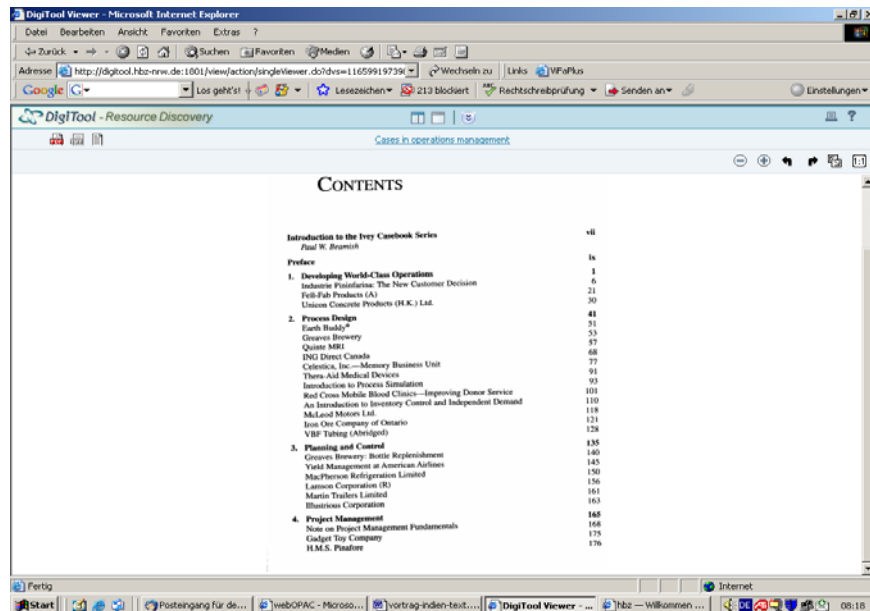 DigiTool Viewer - Microsoft Internet Explorer
Datei Bearbeiten Ansicht Favoriten Extras ?
Zurück Suchen Favoriten Medien
Adresse http://digitool.hbz-nrw.de:1801/view/action/singleViewer.do?dvs=11659919739 Wechseln zu Links ViFaPlus
Google G Los geht's! Lesezeichen 213 blockiert Rechtschreibprüfung Senden an Einstellungen
DigiTool - Resource Discovery ?
Cases in operations management
1:1
CONTENTS
Introduction to the Ivey Casebook Series vii
Paul W. Beamish
Preface ix
1. Developing World-Class Operations 1
Industrie Pininfarina: The New Customer Decision 6
Fell-Fab Products (A) 21
Unicon Concrete Products (H.K.) Ltd. 30
2. Process Design 41
Earth Buddy® 51
Greaves Brewery 53
Quinte MRI 57
ING Direct Canada 68
Celestica, Inc.—Memory Business Unit 77
Thera-Aid Medical Devices 91
Introduction to Process Simulation 93
Red Cross Mobile Blood Clinics—Improving Donor Service 101
An Introduction to Inventory Control and Independent Demand 110
McLeod Motors Ltd. 118
Iron Ore Company of Ontario 121
VBF Tubing (Abridged) 128
3. Planning and Control 135
Greaves Brewery: Bottle Replenishment 140
Yield Management at American Airlines 145
MacPherson Refrigeration Limited 150
Lamson Corporation (R) 156
Martin Trailers Limited 161
Illustrious Corporation 163
4. Project Management 165
Note on Project Management Fundamentals 168
Gadget Toy Company 175
H.M.S. Pinafore 176
Fertig Internet
Start Posteingang für de... webOPAC - Microso... vortrag-indien-text.... DigiTool Viewer - ... hbz — Willkommen ... DE 08:18